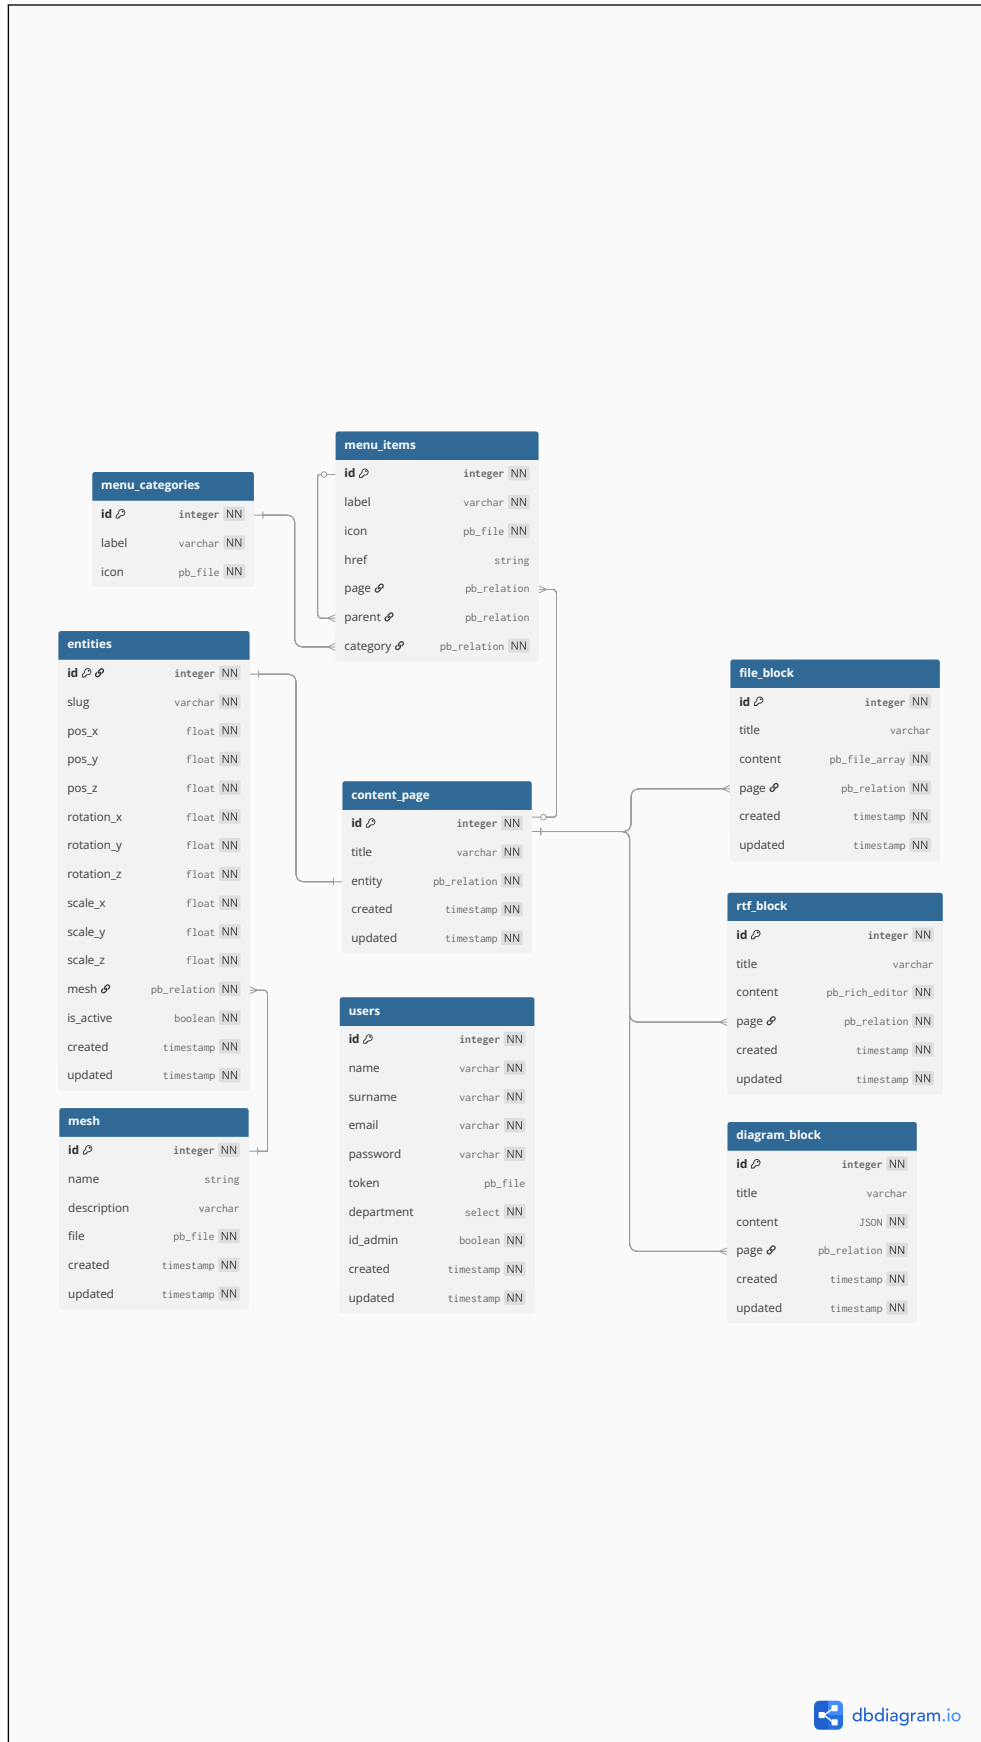 menu_items
id integer NN
label varchar NN
icon pb_file NN
href string
page pb_relation
parent pb_relation
category pb_relation NN
menu_categories
id integer NN
label varchar NN
icon pb_file NN
entities
id integer NN
slug varchar NN
pos_x float NN
pos_y float NN
pos_z float NN
rotation_x float NN
rotation_y float NN
rotation_z float NN
scale_x float NN
scale_y float NN
scale_z float NN
mesh pb_relation NN
is_active boolean NN
created timestamp NN
updated timestamp NN
content_page
id integer NN
title varchar NN
entity pb_relation NN
created timestamp NN
updated timestamp NN
file_block
id integer NN
title varchar
content pb_file_array NN
page pb_relation NN
created timestamp NN
updated timestamp NN
rtf_block
id integer NN
title varchar
content pb_rich_editor NN
page pb_relation NN
created timestamp NN
updated timestamp NN
users
id integer NN
name varchar NN
surname varchar NN
email varchar NN
password varchar NN
token pb_file
department select NN
id_admin boolean NN
created timestamp NN
updated timestamp NN
mesh
id integer NN
name string
description varchar
file pb_file NN
created timestamp NN
updated timestamp NN
diagram_block
id integer NN
title varchar
content JSON NN
page pb_relation NN
created timestamp NN
updated timestamp NN
dbdiagram.io